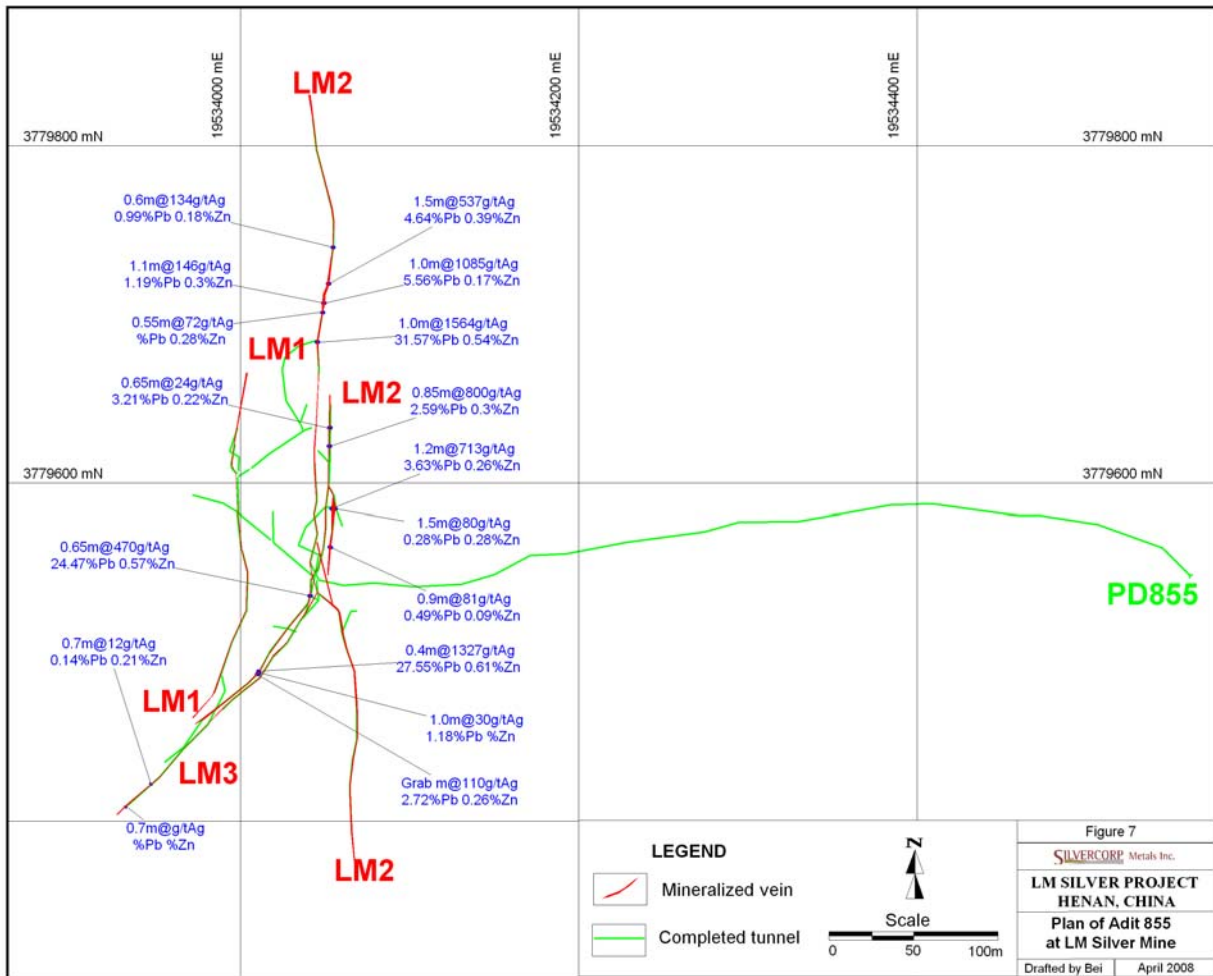 LM2
19534000 mE
19534200 mE
19534400 mE
3779800 mN
3779800 mN
0.6m@134g/tAg
0.99%Pb 0.18%Zn
1.5m@537g/tAg
4.64%Pb 0.39%Zn
1.1m@146g/tAg
1.19%Pb 0.3%Zn
1.0m@1085g/tAg
5.56%Pb 0.17%Zn
0.55m@72g/tAg
%Pb 0.28%Zn
1.0m@1564g/tAg
31.57%Pb 0.54%Zn
LM1
0.65m@24g/tAg
3.21%Pb 0.22%Zn
LM2
0.85m@800g/tAg
2.59%Pb 0.3%Zn
1.2m@713g/tAg
3.63%Pb 0.26%Zn
3779600 mN
3779600 mN
1.5m@80g/tAg
0.28%Pb 0.28%Zn
0.65m@470g/tAg
24.47%Pb 0.57%Zn
0.9m@81g/tAg
0.49%Pb 0.09%Zn
PD855
0.7m@12g/tAg
0.14%Pb 0.21%Zn
0.4m@1327g/tAg
27.55%Pb 0.61%Zn
LM1
1.0m@30g/tAg
1.18%Pb %Zn
LM3
Grab m@110g/tAg
2.72%Pb 0.26%Zn
0.7m@g/tAg
%Pb %Zn
LM2
LEGEND
Mineralized vein
Completed tunnel
N
Scale
0 50 100m
Figure 7
SILVERCORP Metals Inc.
LM SILVER PROJECT
HENAN, CHINA
Plan of Adit 855
at LM Silver Mine
Drafted by Bei April 2008